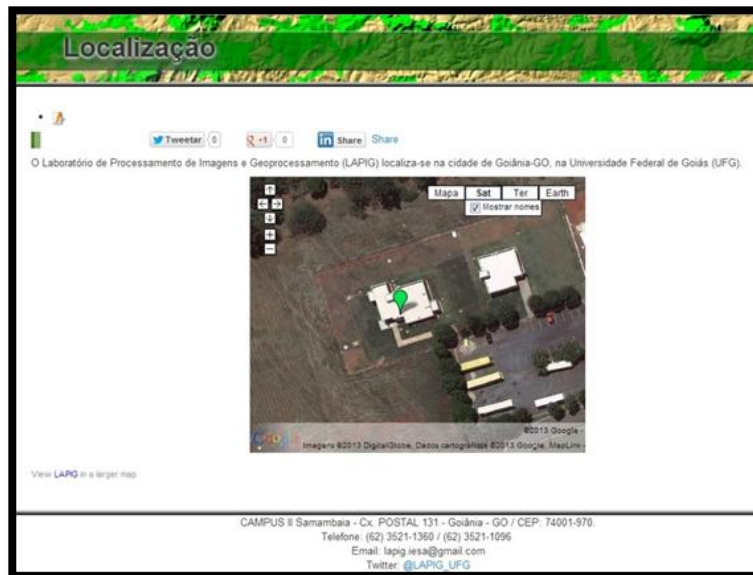 Localização
Tweetar 0 +1 0 in Share Share
O Laboratório de Processamento de Imagens e Geoprocessamento (LAPIG) localiza-se na cidade de Goiânia-GO, na Universidade Federal de Goiás (UFG).
Mapa Sat Ter Earth
Mostrar nomes
©2013 Google -
Google Imagens ©2013 DigitalGlobe, Dados cartográficos ©2013 Google, MapLink -
View LAPIG in a larger map
CAMPUS II Samambaia - Cx. POSTAL 131 - Goiânia - GO / CEP: 74001-970.
Telefone: (62) 3521-1360 / (62) 3521-1096
Email: lapig.iesa@gmail.com
Twitter: @LAPIG_UFG